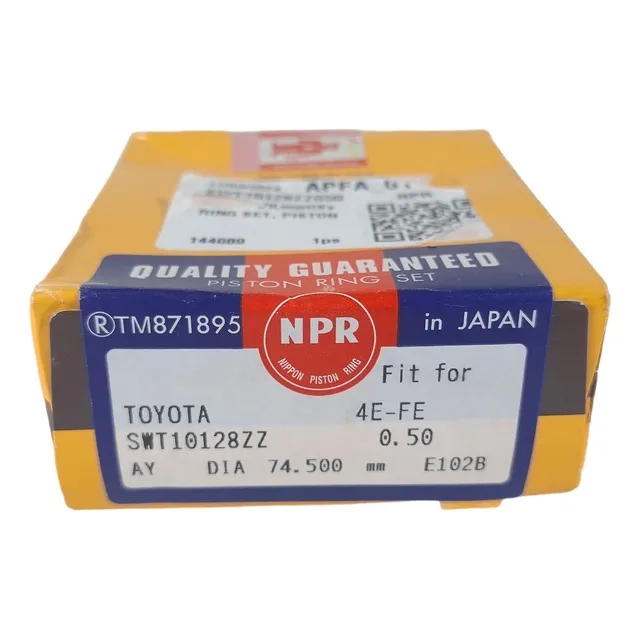 APFA
NPR
RING SET, PISTON
1ps
QUALITY GUARANTEED
PISTON RING SET
®TM871895
NPR
®
NIPPON PISTON RING
in JAPAN
Fit for
TOYOTA 4E-FE
SWT10128ZZ 0.50
AY DIA 74.500 mm E102B